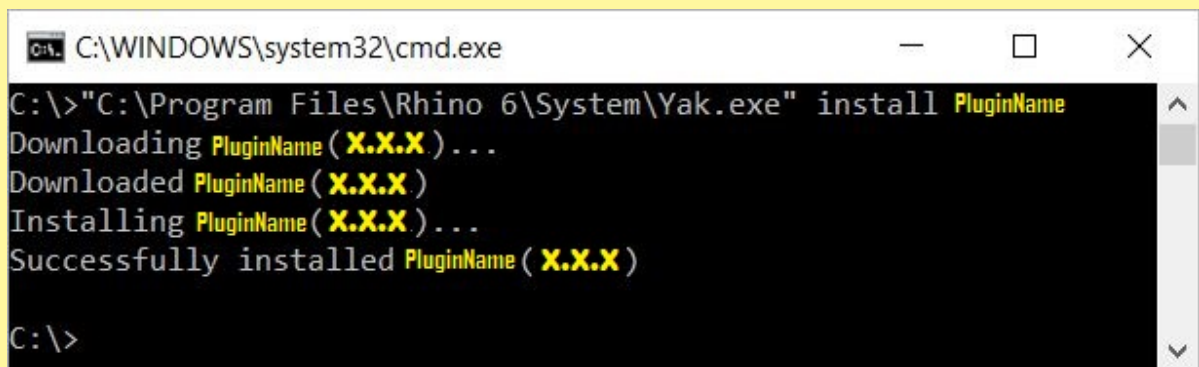 C:\WINDOWS\system32\cmd.exe
C:\>"C:\Program Files\Rhino 6\System\Yak.exe" install PluginName
Downloading PluginName (X.X.X.)...
Downloaded PluginName (X.X.X.)
Installing PluginName (X.X.X.)...
Successfully installed PluginName (X.X.X)
C:\>